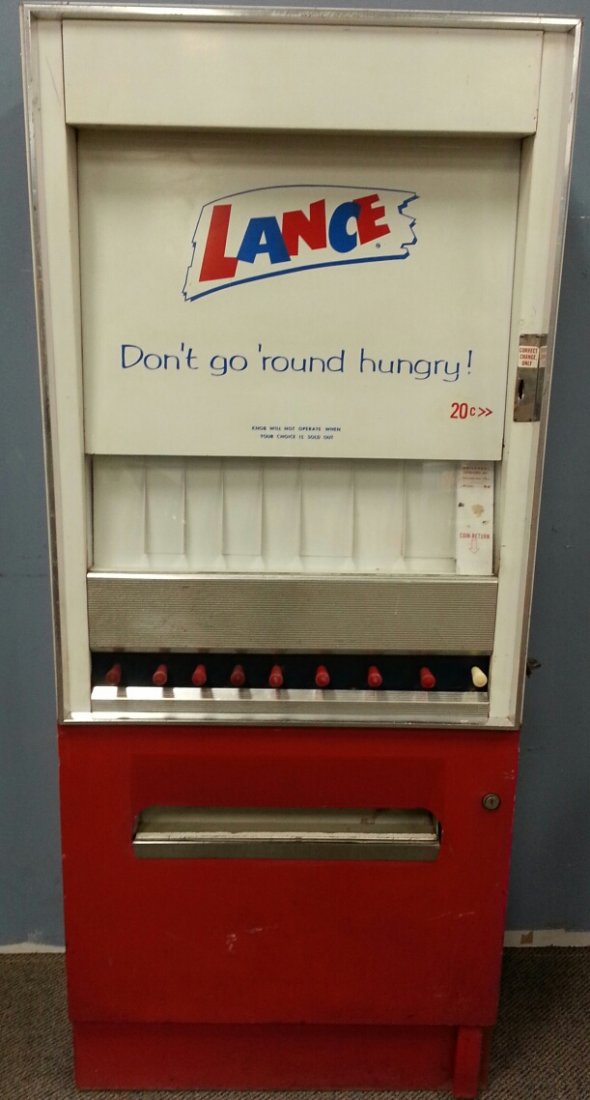 LANCE
®
Don't go 'round hungry!
CORRECT
CHANGE
ONLY
20c>>
KNOB WILL NOT OPERATE WHEN
YOUR CHOICE IS SOLD OUT
COIN RETURN